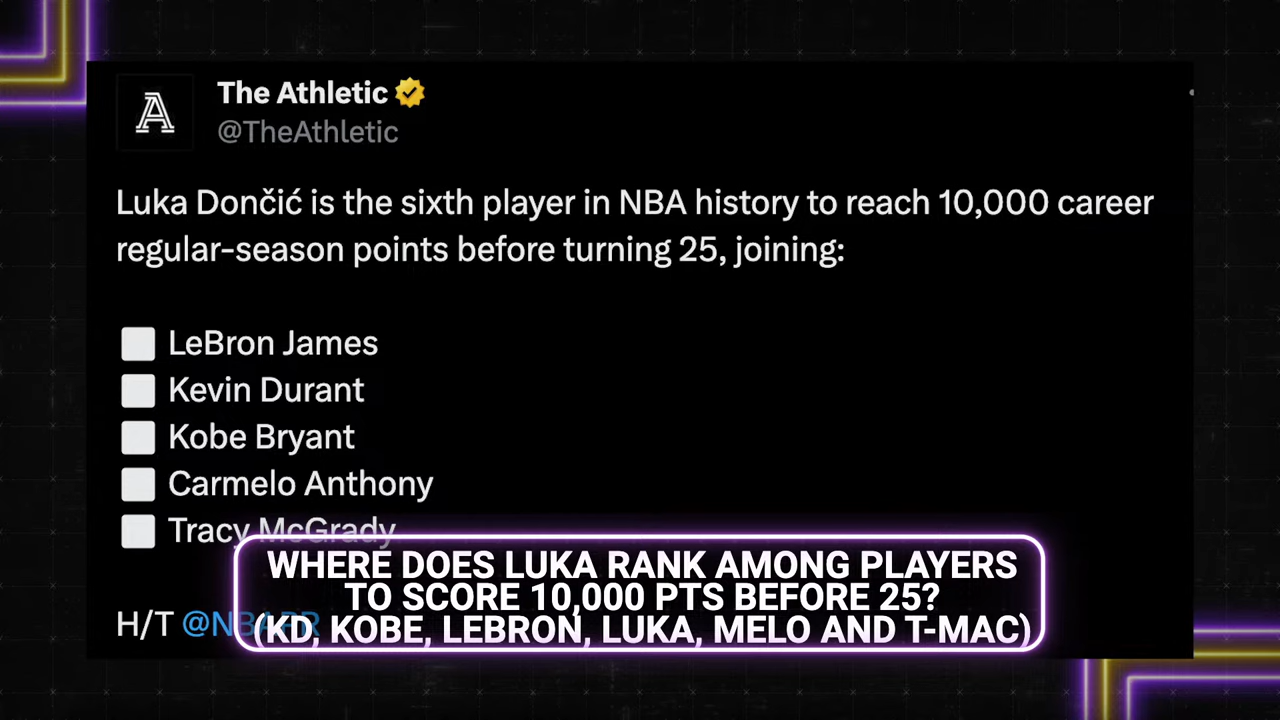 The Athletic
@TheAthletic
Luka Dončić is the sixth player in NBA history to reach 10,000 career
regular-season points before turning 25, joining:
LeBron James
Kevin Durant
Kobe Bryant
Carmelo Anthony
Tracy McGrady
WHERE DOES LUKA RANK AMONG PLAYERS
TO SCORE 10,000 PTS BEFORE 25?
H/T @NBAPR
(KD, KOBE, LEBRON, LUKA, MELO AND T-MAC)